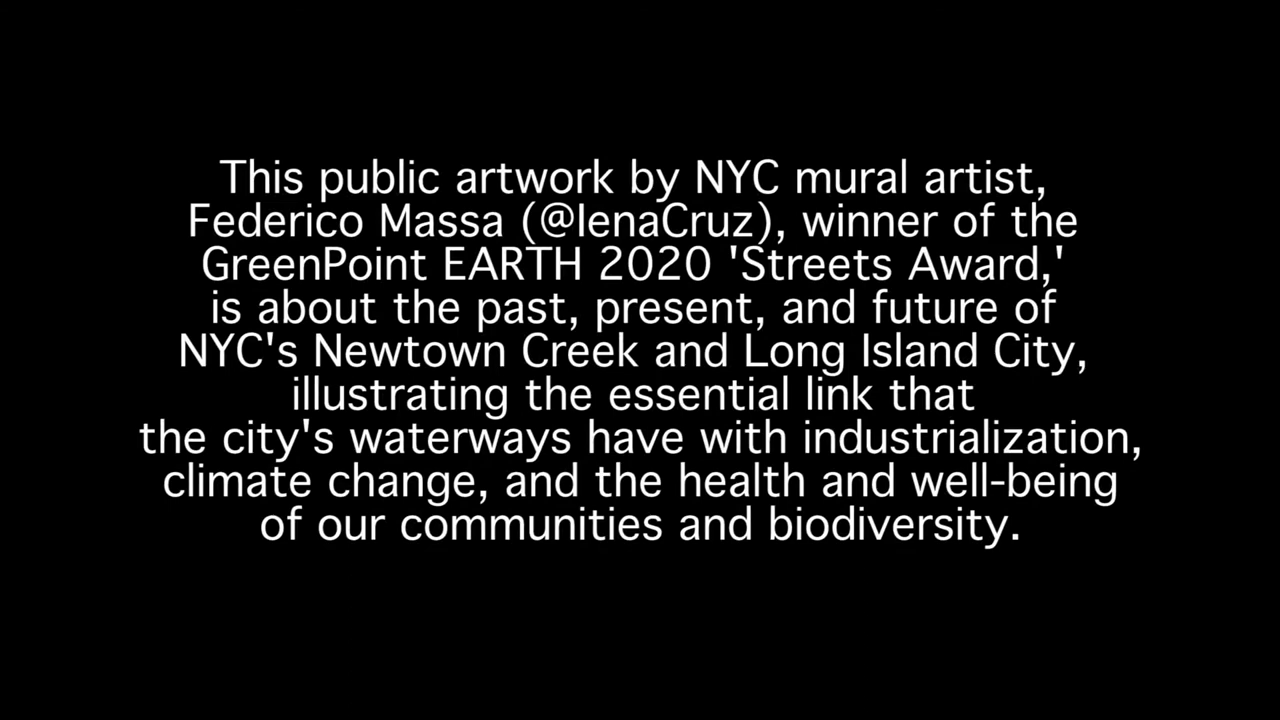 This public artwork by NYC mural artist,
Federico Massa (@IenaCruz), winner of the
GreenPoint EARTH 2020 'Streets Award,'
is about the past, present, and future of
NYC's Newtown Creek and Long Island City,
illustrating the essential link that
the city's waterways have with industrialization,
climate change, and the health and well-being
of our communities and biodiversity.